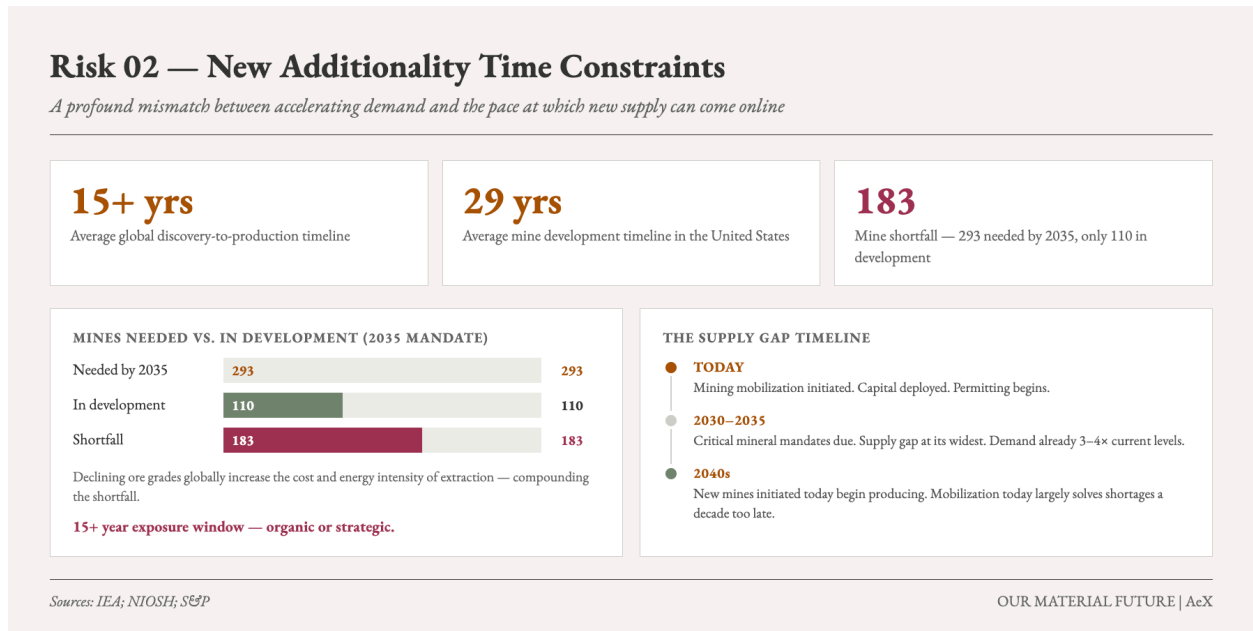 Risk 02 — New Additionality Time Constraints
A profound mismatch between accelerating demand and the pace at which new supply can come online
15+ yrs
Average global discovery-to-production timeline
29 yrs
Average mine development timeline in the United States
183
Mine shortfall — 293 needed by 2035, only 110 in
development
MINES NEEDED VS. IN DEVELOPMENT (2035 MANDATE)
Needed by 2035 293 293
In development 110 110
Shortfall 183 183
Declining ore grades globally increase the cost and energy intensity of extraction — compounding
the shortfall.
15+ year exposure window — organic or strategic.
THE SUPPLY GAP TIMELINE
TODAY
Mining mobilization initiated. Capital deployed. Permitting begins.
2030–2035
Critical mineral mandates due. Supply gap at its widest. Demand already 3–4× current levels.
2040s
New mines initiated today begin producing. Mobilization today largely solves shortages a
decade too late.
Sources: IEA; NIOSH; S&P
OUR MATERIAL FUTURE | AeX